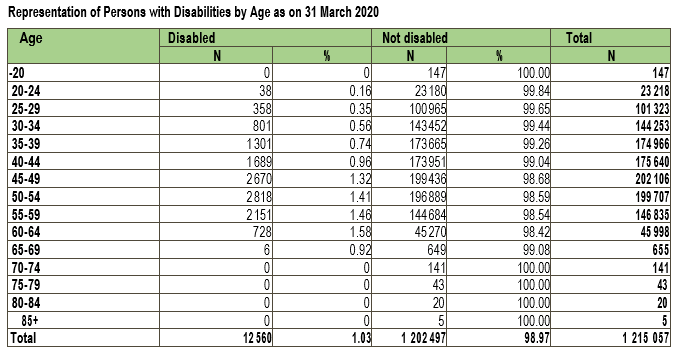 Representation of Persons with Disabilities by Age as on 31 March 2020
Age Disabled Not disabled Total
N % N % N
-20 0 0 147 100.00 147
20-24 38 0.16 23 180 99.84 23 218
25-29 358 0.35 100 965 99.65 101 323
30-34 801 0.56 143 452 99.44 144 253
35-39 1 301 0.74 173 665 99.26 174 966
40-44 1 689 0.96 173 951 99.04 175 640
45-49 2 670 1.32 199 436 98.68 202 106
50-54 2 818 1.41 196 889 98.59 199 707
55-59 2 151 1.46 144 684 98.54 146 835
60-64 728 1.58 45 270 98.42 45 998
65-69 6 0.92 649 99.08 655
70-74 0 0 141 100.00 141
75-79 0 0 43 100.00 43
80-84 0 0 20 100.00 20
85+ 0 0 5 100.00 5
Total 12 560 1.03 1 202 497 98.97 1 215 057